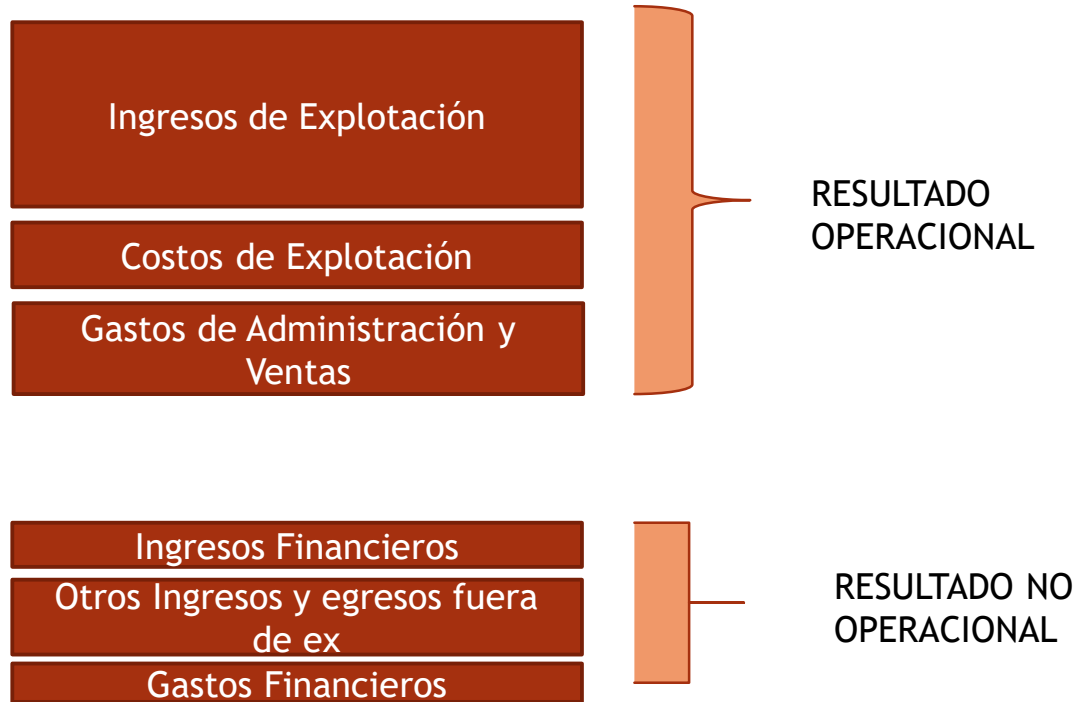 Ingresos de Explotación
Costos de Explotación
Gastos de Administración y
Ventas
RESULTADO
OPERACIONAL
Ingresos Financieros
Otros Ingresos y egresos fuera
de ex
Gastos Financieros
RESULTADO NO
OPERACIONAL